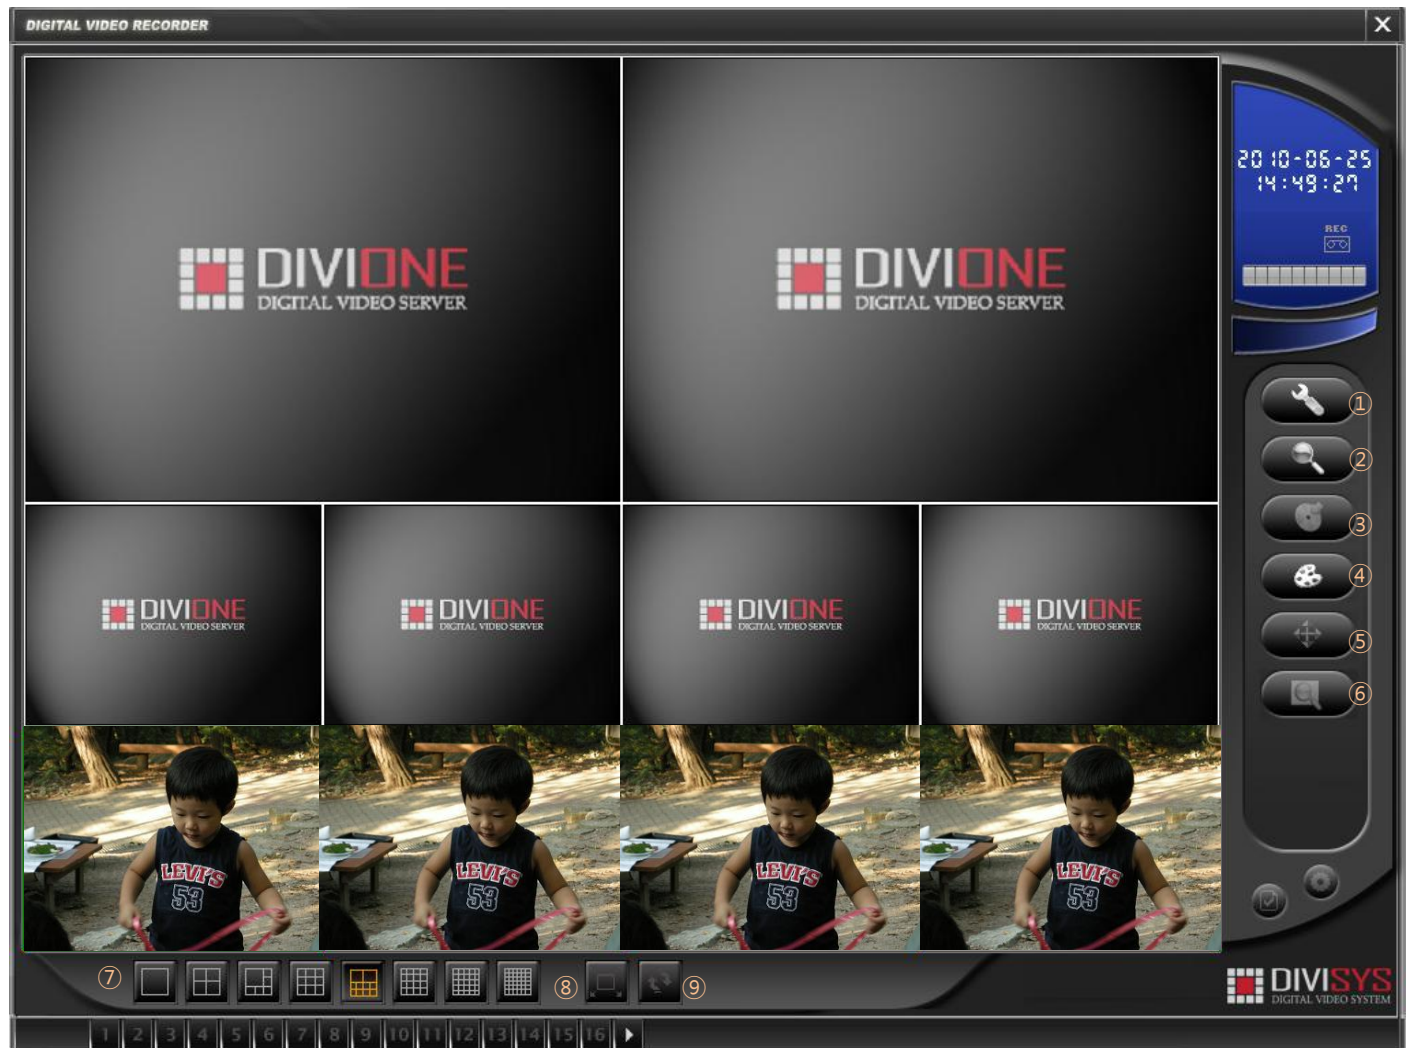 DIGITAL VIDEO RECORDER
X
DIVIONE
DIGITAL VIDEO SERVER
DIVIONE
DIGITAL VIDEO SERVER
2010-06-25
14:49:27
REC
①
②
③
④
⑤
⑥
DIVIONE
DIGITAL VIDEO SERVER
DIVIONE
DIGITAL VIDEO SERVER
DIVIONE
DIGITAL VIDEO SERVER
DIVIONE
DIGITAL VIDEO SERVER
LEVI'S
53
LEVI'S
53
LEVI'S
53
LEVI'S
53
⑦
⑧
⑨
DIVISYS
DIGITAL VIDEO SYSTEM
1 2 3 4 5 6 7 8 9 10 11 12 13 14 15 16